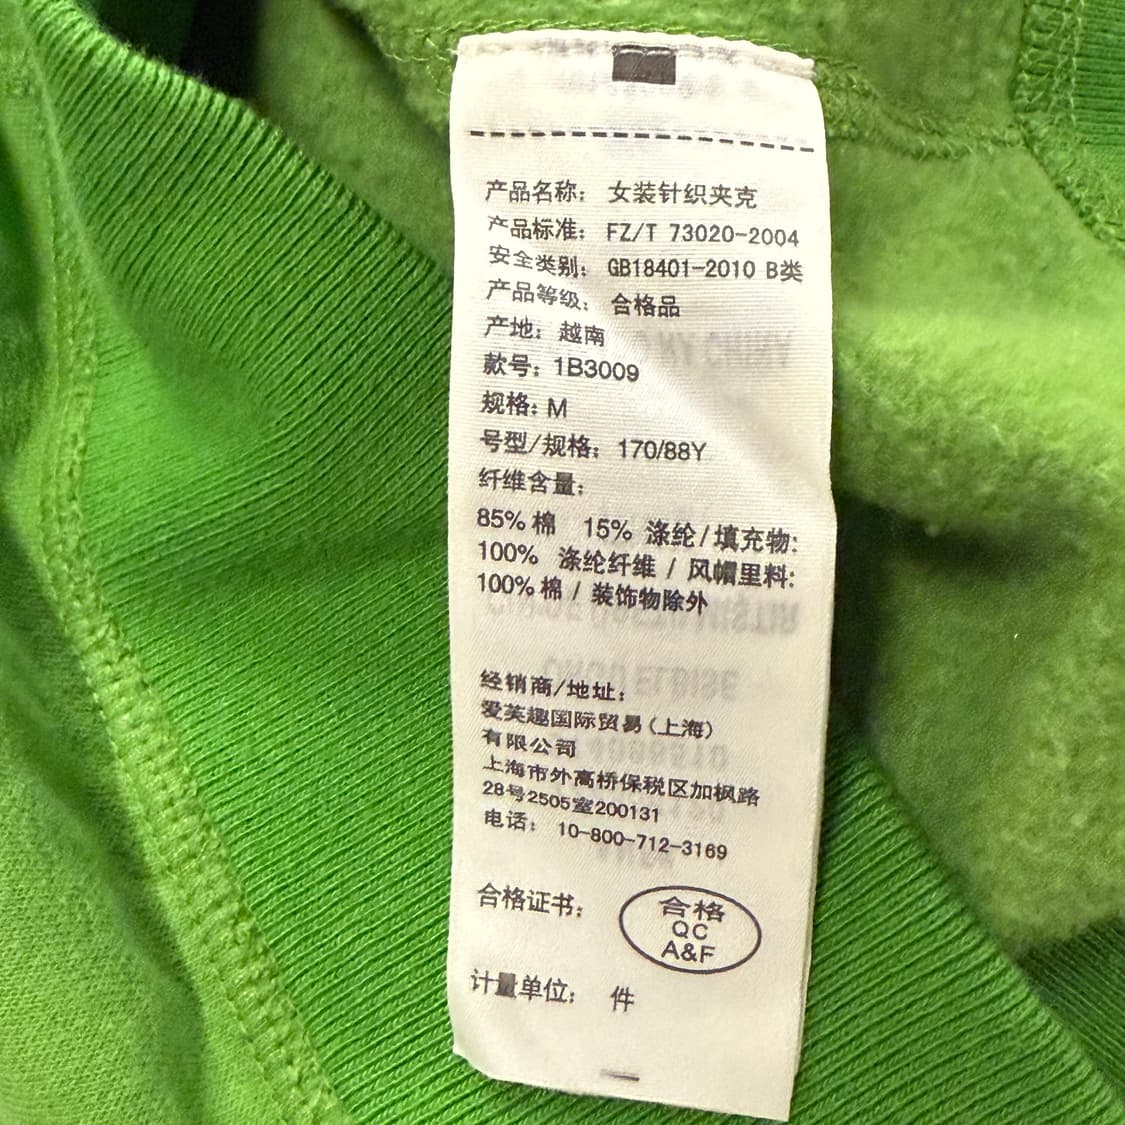 产品名称: 女装针织夹克
产品标准: FZ/T 73020-2004
安全类别: GB18401-2010 B类
产品等级: 合格品
产地: 越南
款号: 1B3009
规格: M
号型/规格: 170/88Y
纤维含量:
85% 棉 15% 涤纶/填充物:
100% 涤纶纤维 / 风帽里料:
100% 棉 / 装饰物除外
经销商/地址:
爱芙趣国际贸易(上海)
有限公司
上海市外高桥保税区加枫路
28号2505室200131
电话: 10-800-712-3169
合格证书:
合格
QC
A&F
计量单位: 件